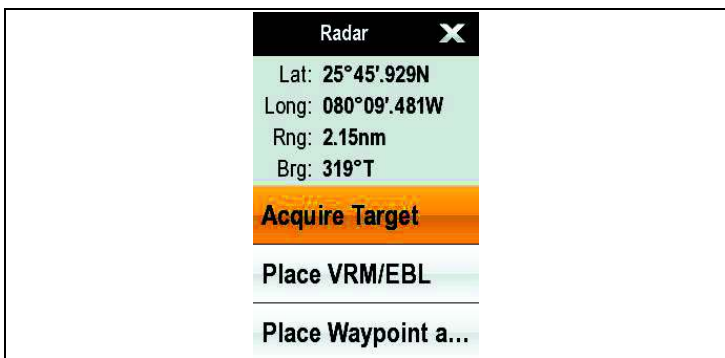 Radar X
Lat: 25°45'.929N
Long: 080°09'.481W
Rng: 2.15nm
Brg: 319°T
Acquire Target
Place VRM/EBL
Place Waypoint a...